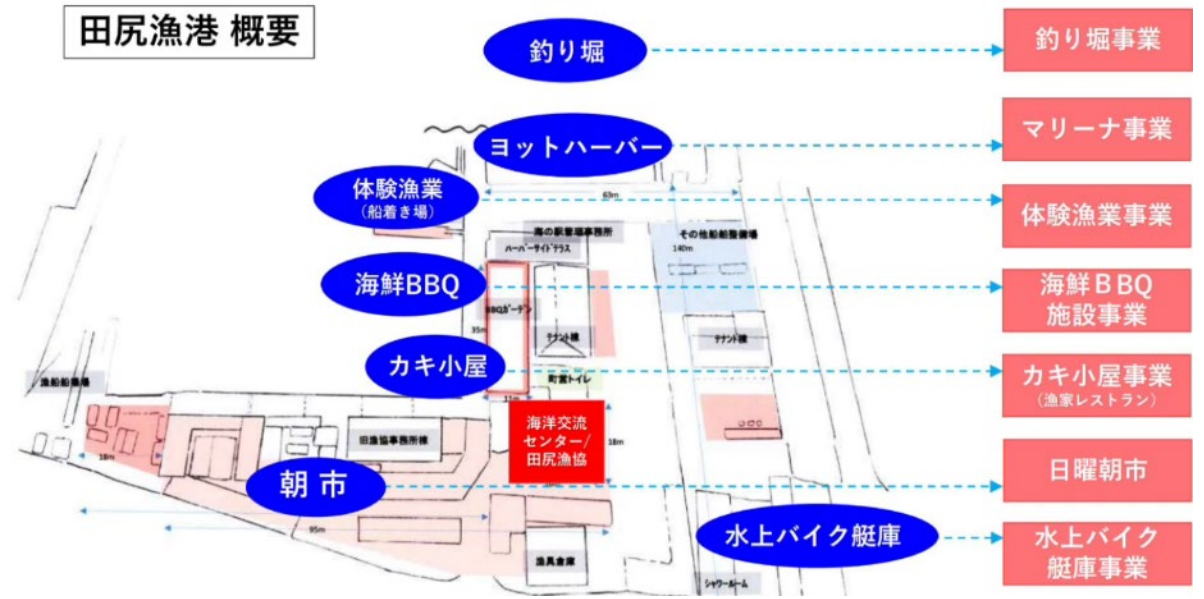 田尻漁港 概要
釣り堀
釣り堀事業
ヨットハーバー
マリーナ事業
体験漁業
(船着き場)
体験漁業事業
63m
海の駅管理事務所
ハーバーサイドテラス
その他船舶整備場
140m
海鮮BBQ
海鮮ＢBQ
施設事業
BBQガーデン
35m
テナント棟
テナント棟
カキ小屋
カキ小屋事業
(漁家レストラン)
町営トイレ
11m
海洋交流
センター/
田尻漁協
18m
旧漁協事務所棟
18m
朝 市
日曜朝市
95m
水上バイク艇庫
水上バイク
艇庫事業
漁具倉庫
シャワールーム